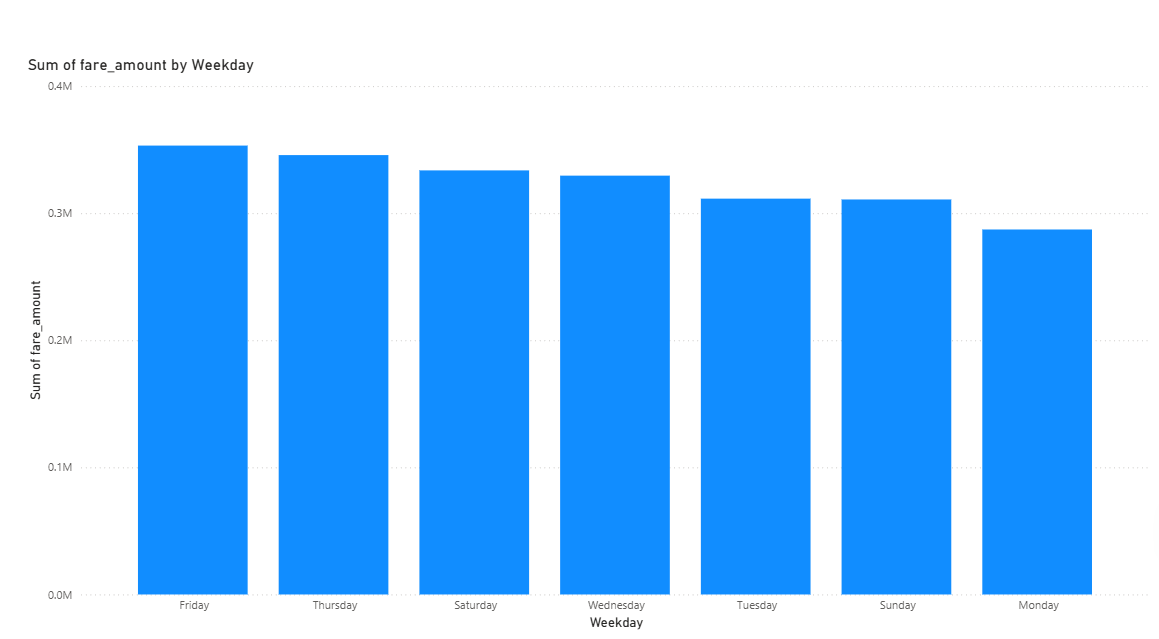 Sum of fare_amount by Weekday
0.4M
0.3M
0.2M
0.1M
0.0M
Sum of fare_amount
Friday Thursday Saturday Wednesday Tuesday Sunday Monday
Weekday